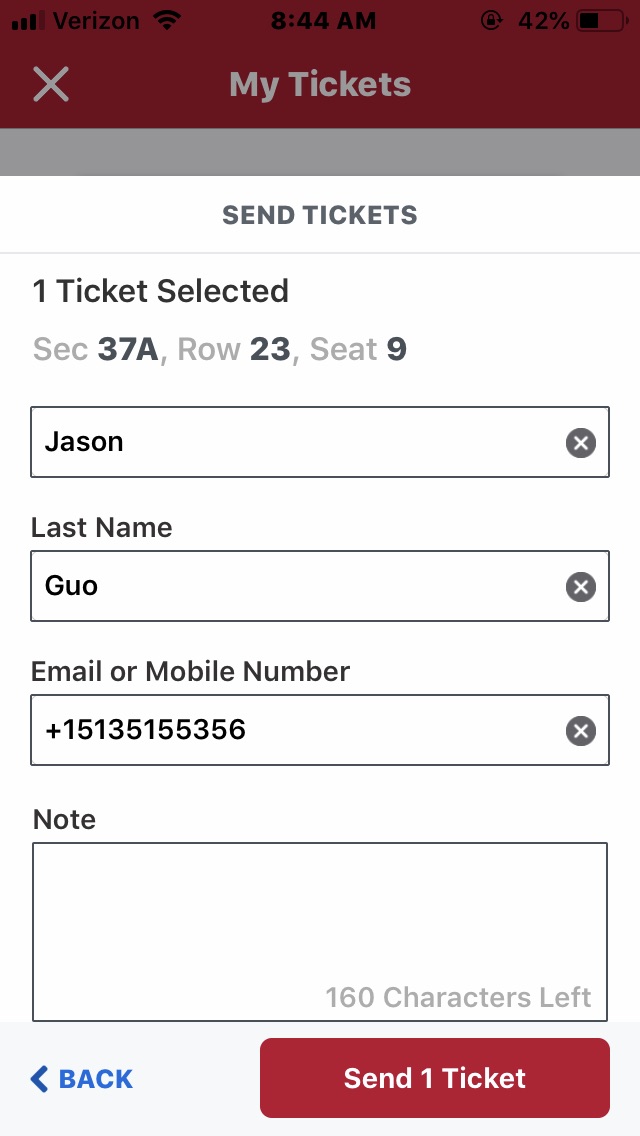 Verizon 8:44 AM 42%
My Tickets
SEND TICKETS
1 Ticket Selected
Sec 37A, Row 23, Seat 9
Jason
Last Name
Guo
Email or Mobile Number
+15135155356
Note
160 Characters Left
BACK Send 1 Ticket